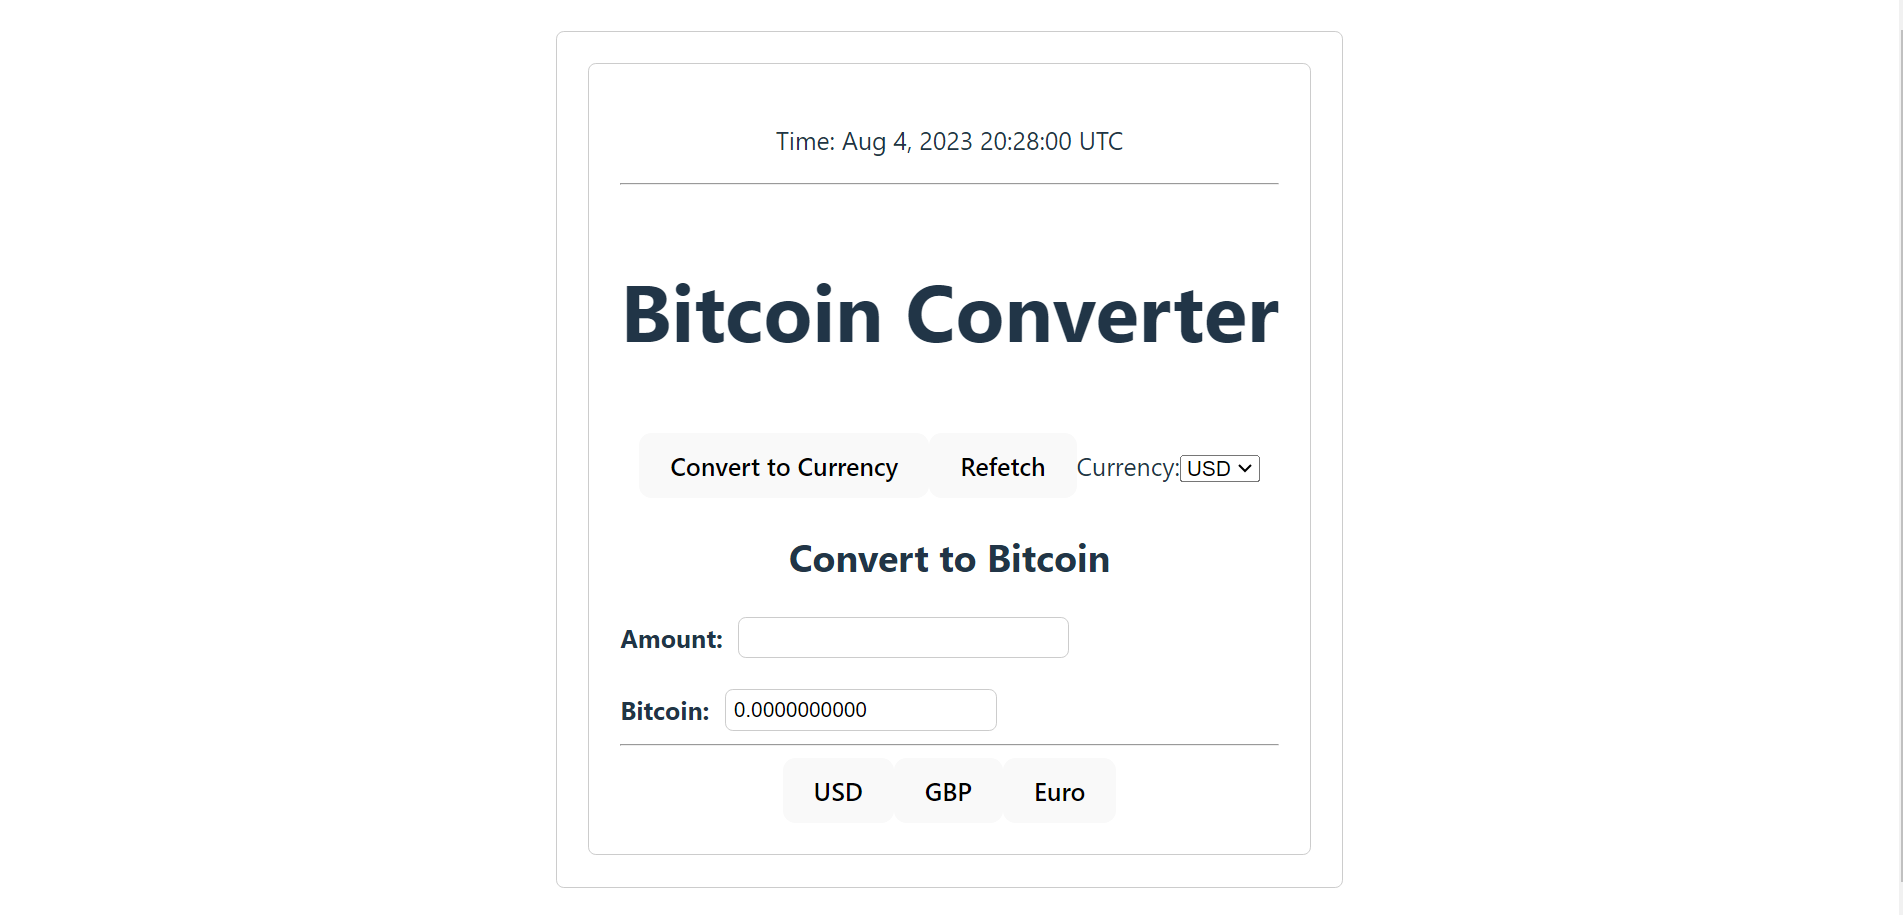 Time: Aug 4, 2023 20:28:00 UTC
Bitcoin Converter
Convert to Currency Refetch Currency: USD
Convert to Bitcoin
Amount:
Bitcoin: 0.0000000000
USD GBP Euro